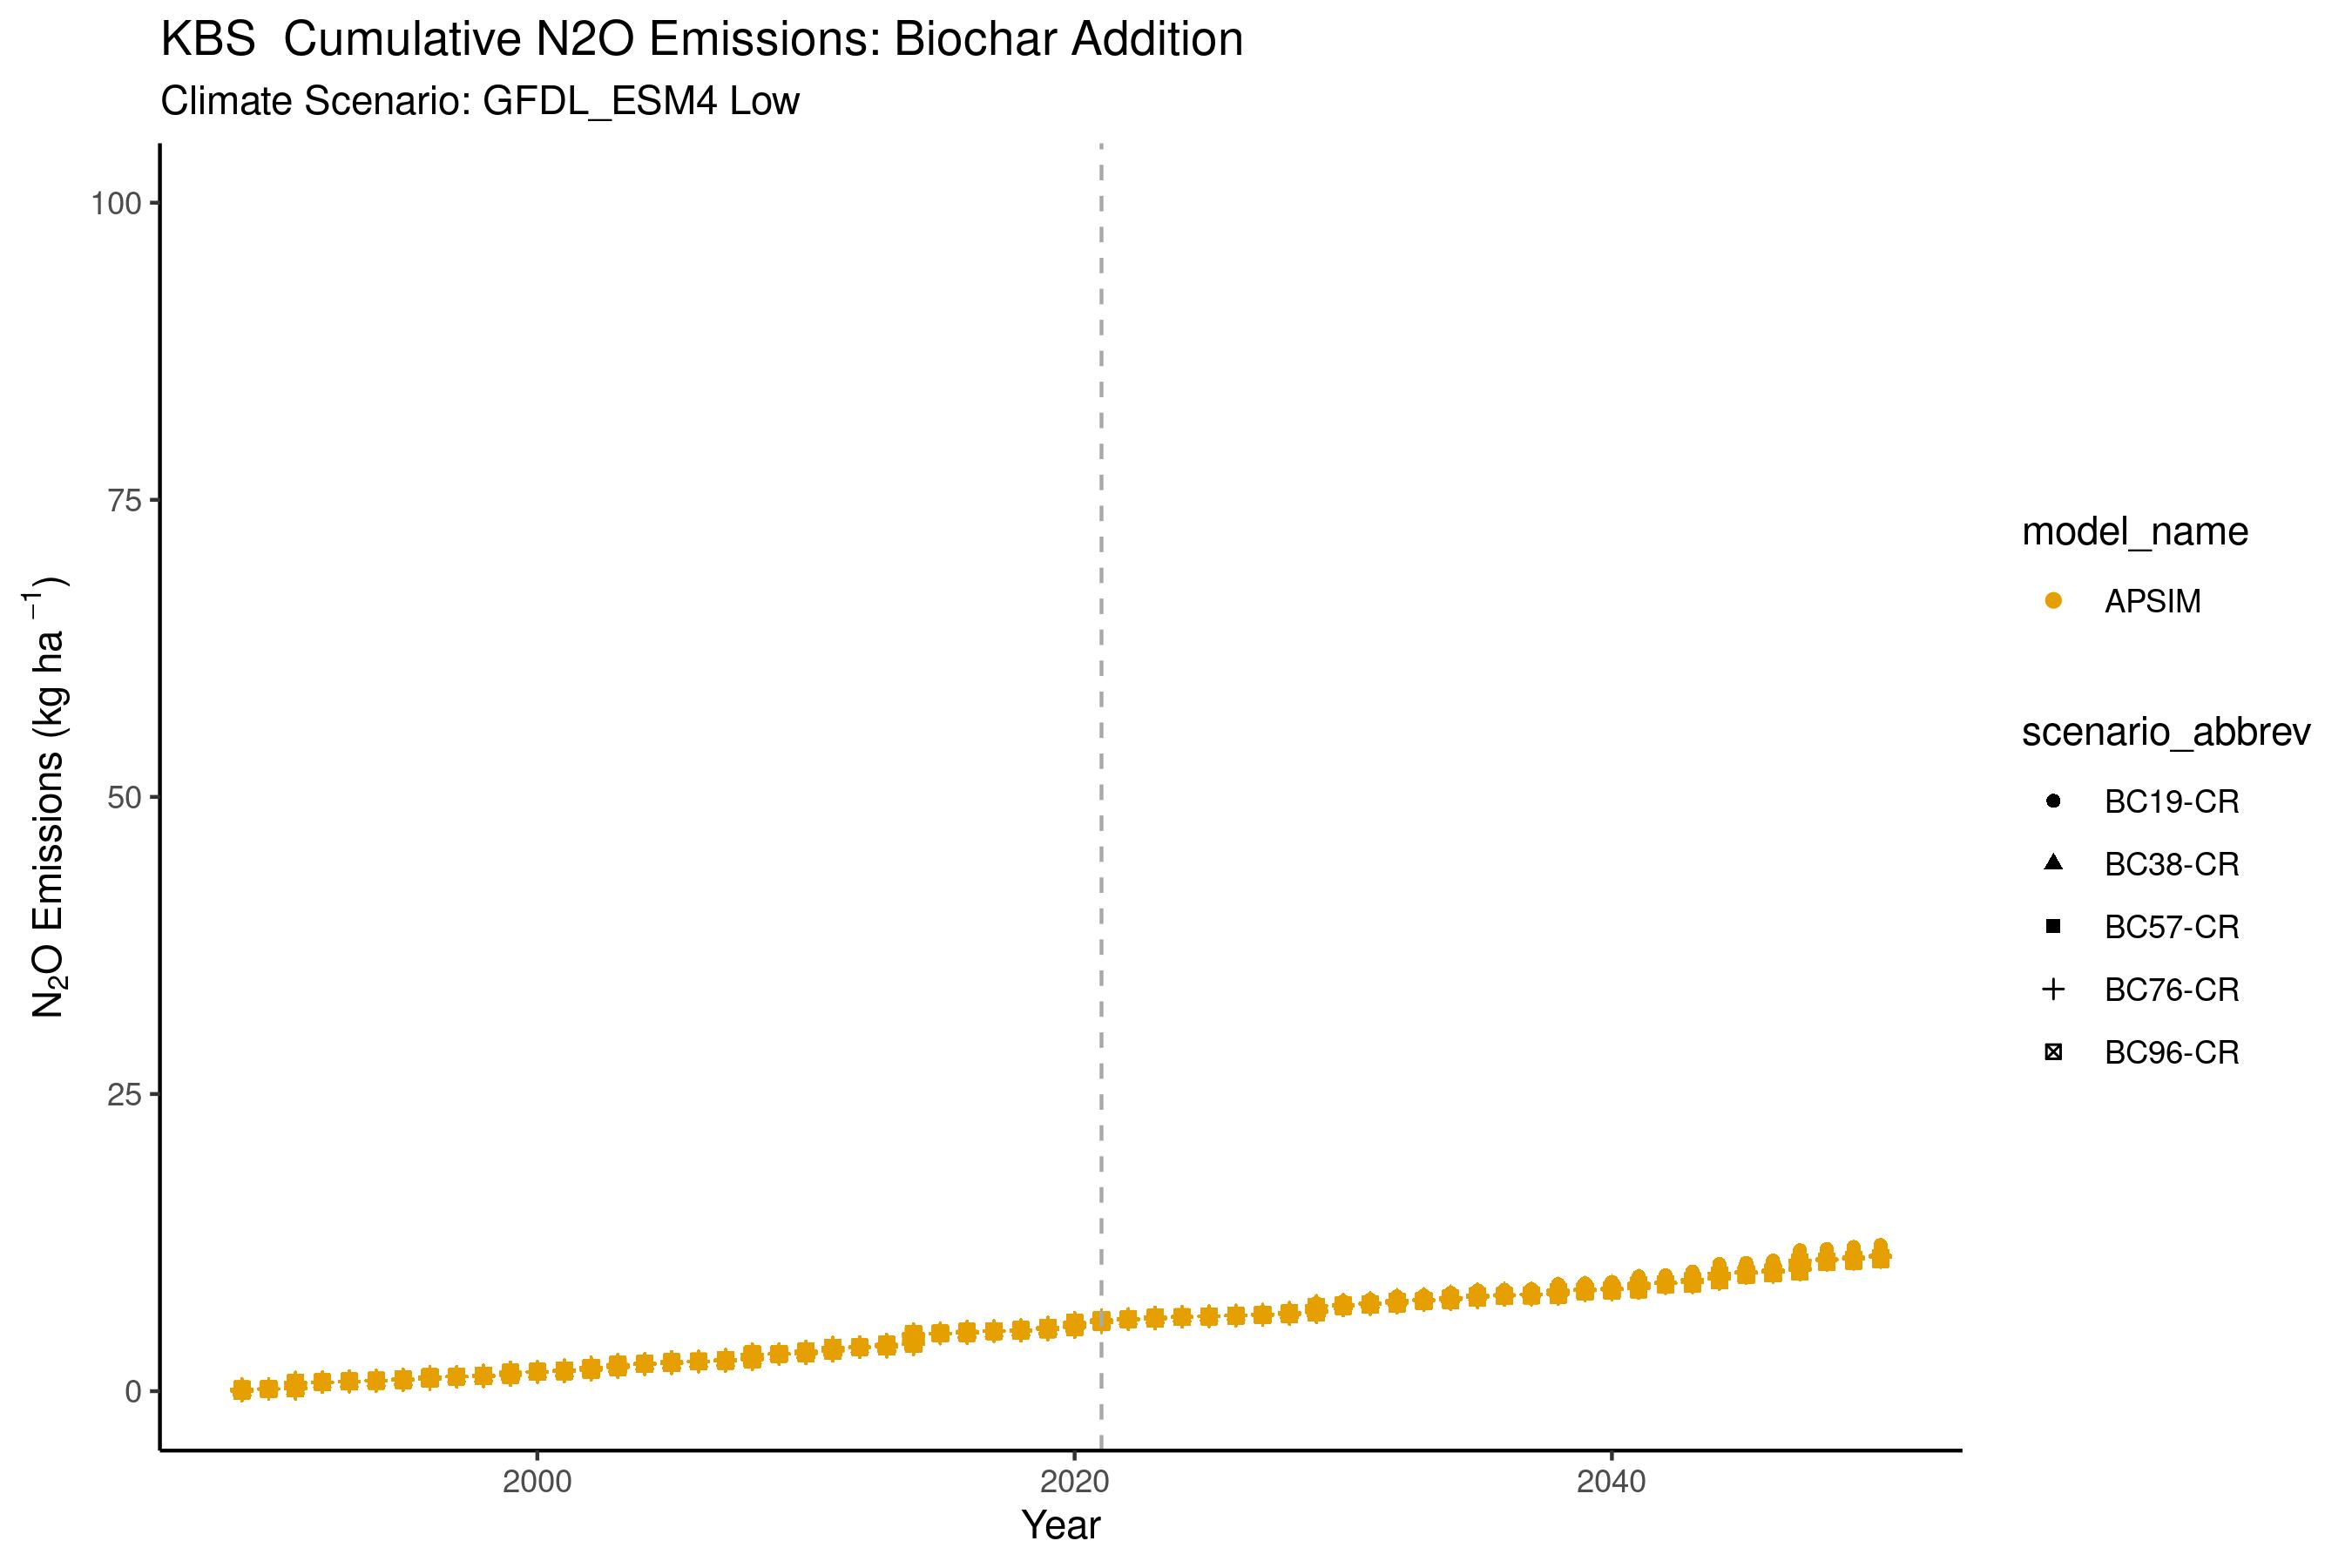 KBS  Cumulative N2O Emissions: Biochar Addition
Climate Scenario: GFDL_ESM4 Low
N₂O Emissions (kg ha⁻¹)
100
75
50
25
0
2000
2020
2040
Year
model_name
APSIM
scenario_abbrev
BC19-CR
BC38-CR
BC57-CR
BC76-CR
BC96-CR